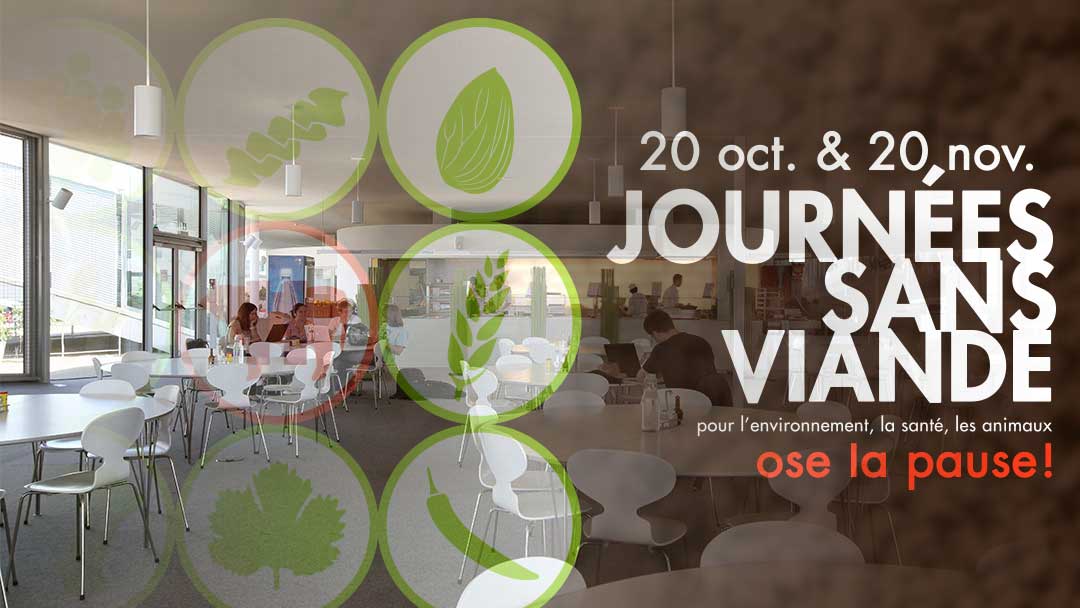 20 oct. & 20 nov.
JOURNÉES
SANS
VIANDE
pour l'environnement, la santé, les animaux
ose la pause!